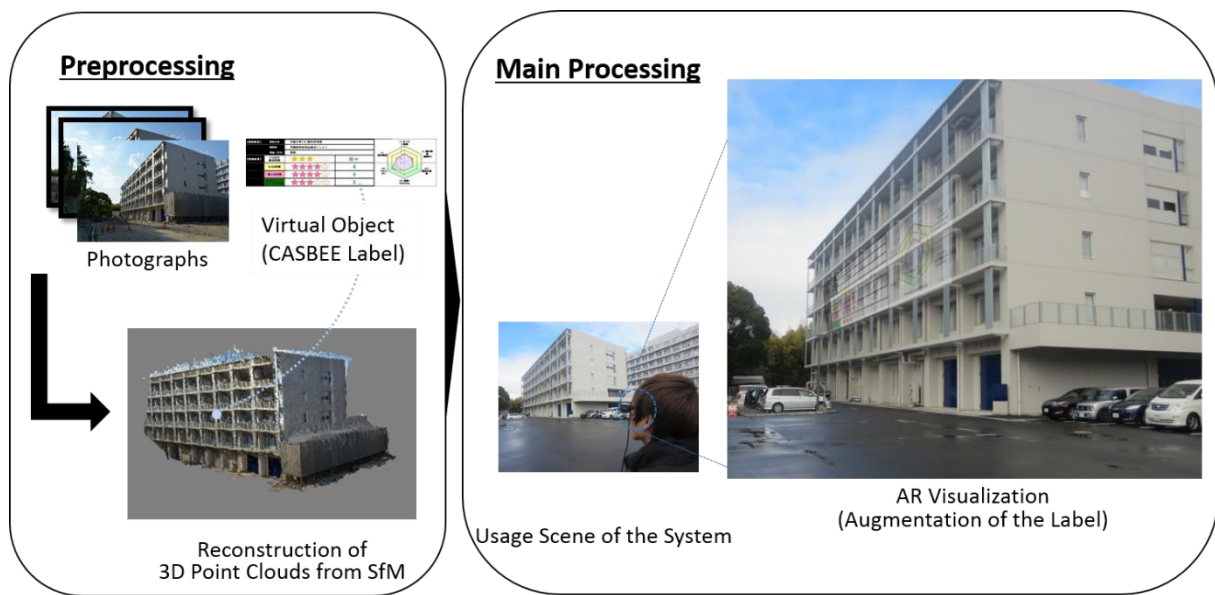 Preprocessing
Photographs
Virtual Object
(CASBEE Label)
Reconstruction of
3D Point Clouds from SfM
Main Processing
Usage Scene of the System
AR Visualization
(Augmentation of the Label)